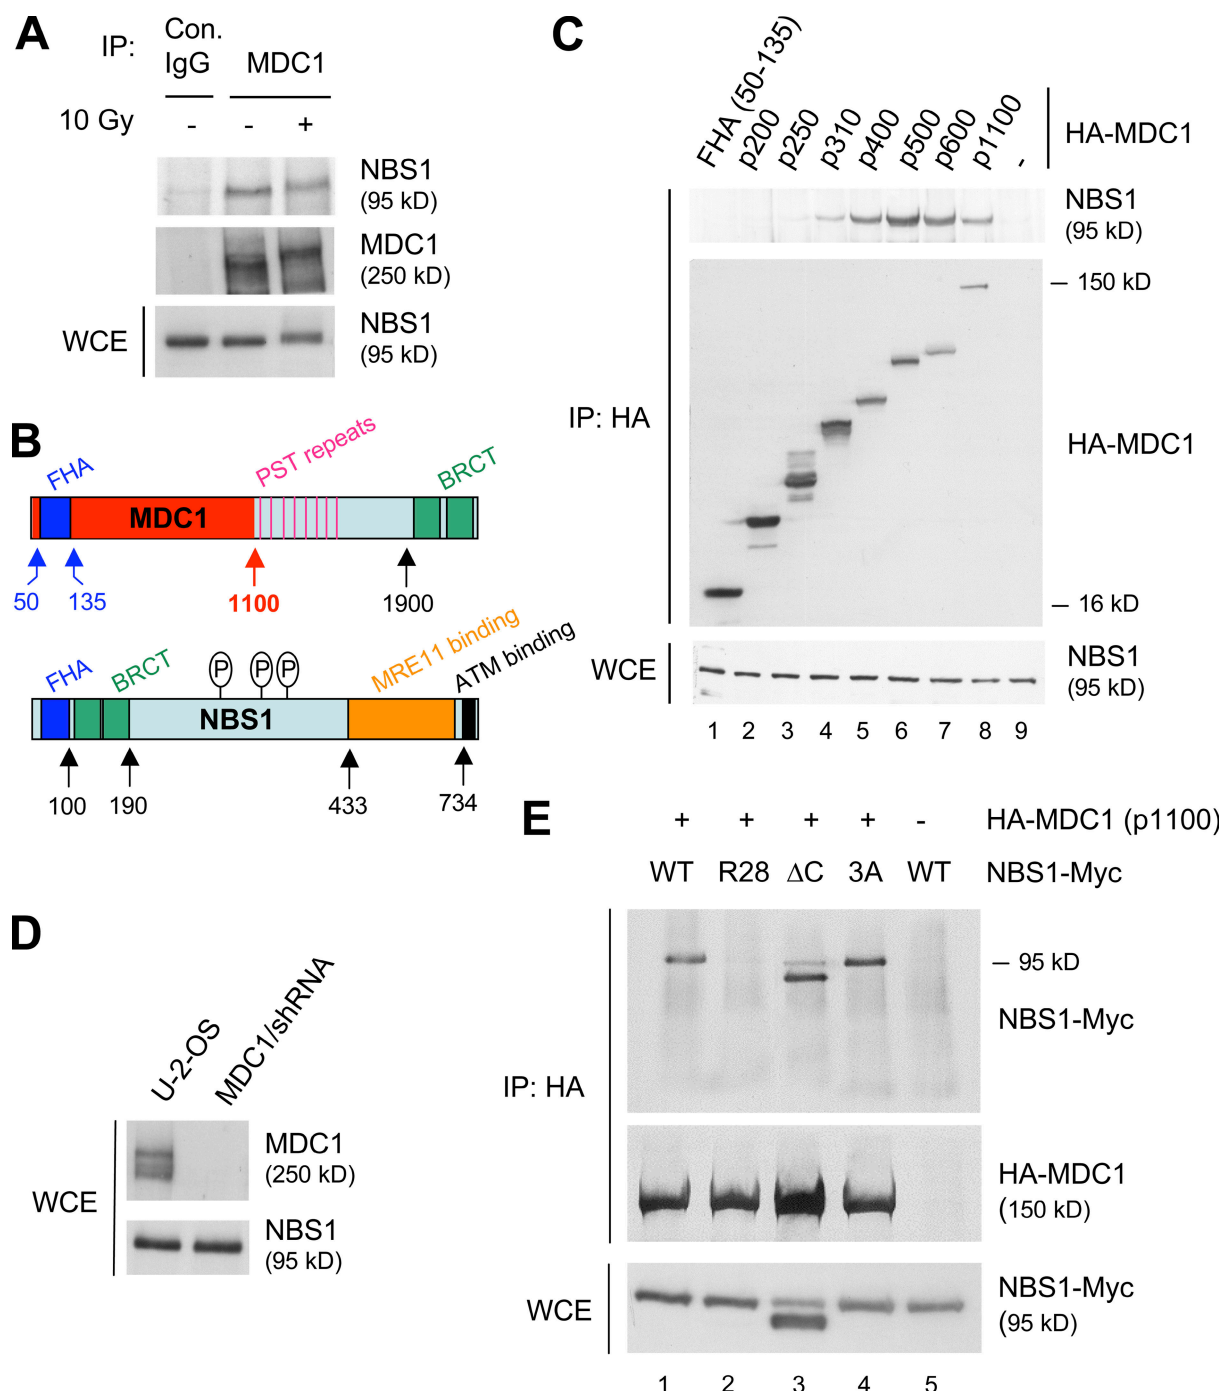 A
IP:
Con.
IgG
MDC1
10 Gy
- - +
NBS1
(95 kD)
MDC1
(250 kD)
WCE
NBS1
(95 kD)
B
FHA
PST repeats
BRCT
MDC1
50
135
1100
1900
FHA
BRCT
P P P
MRE11 binding
ATM binding
NBS1
100
190
433
734
C
FHA (50-135)
p200
p250
p310
p400
p500
p600
p1100
-
HA-MDC1
NBS1
(95 kD)
IP: HA
150 kD
HA-MDC1
16 kD
WCE
NBS1
(95 kD)
1 2 3 4 5 6 7 8 9
D
U-2-OS
MDC1/shRNA
WCE
MDC1
(250 kD)
NBS1
(95 kD)
E
+ + + + - HA-MDC1 (p1100)
WT R28 ΔC 3A WT NBS1-Myc
95 kD
NBS1-Myc
IP: HA
HA-MDC1
(150 kD)
WCE
NBS1-Myc
(95 kD)
1 2 3 4 5